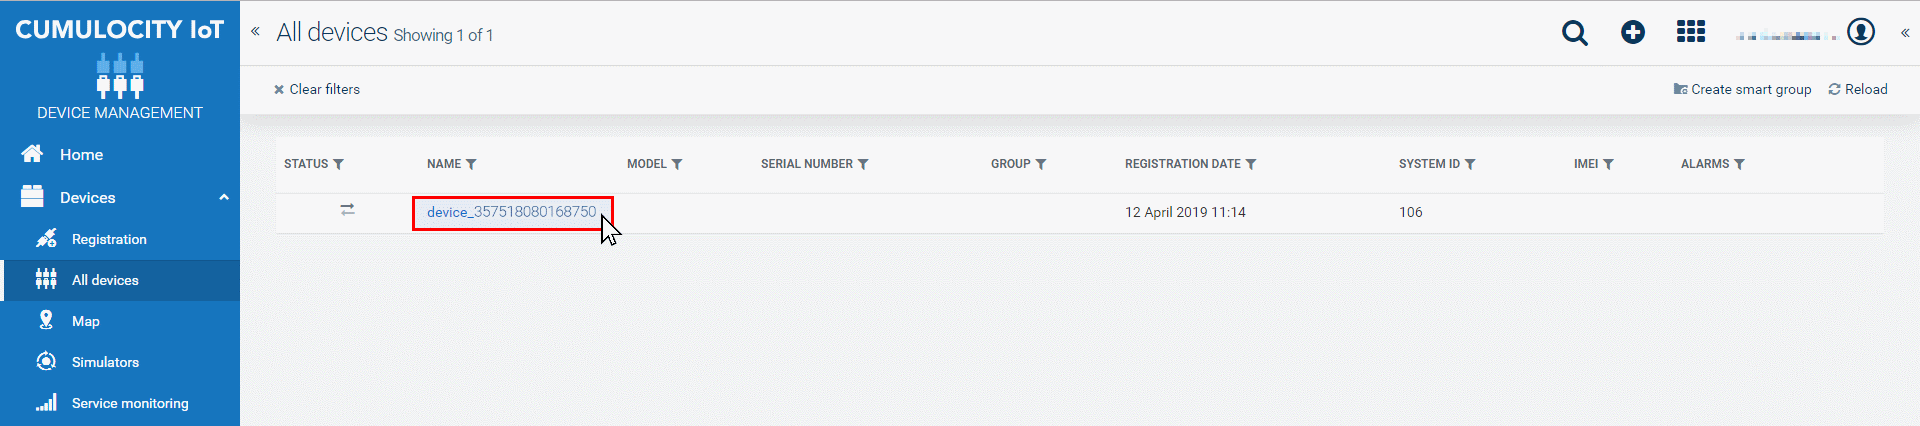 CUMULOCITY IoT
DEVICE MANAGEMENT
Home
Devices
Registration
All devices
Map
Simulators
Service monitoring
All devices Showing 1 of 1
Clear filters
Create smart group Reload
STATUS NAME MODEL SERIAL NUMBER GROUP REGISTRATION DATE SYSTEM ID IMEI ALARMS
device_357518080168750 12 April 2019 11:14 106